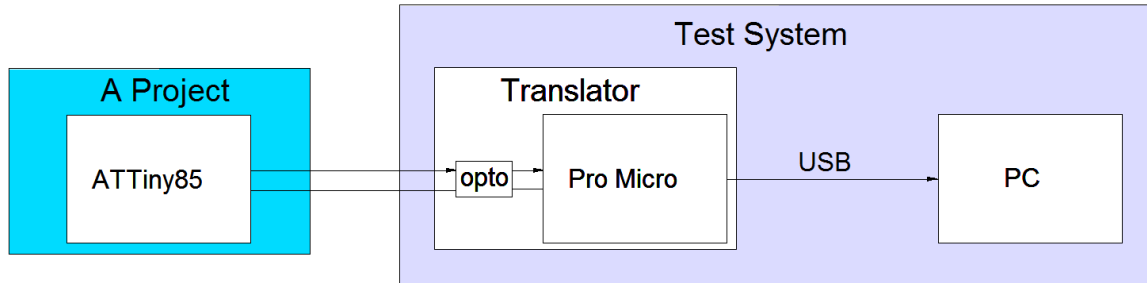 Test System
A Project
Translator
ATTiny85
opto
Pro Micro
USB
PC